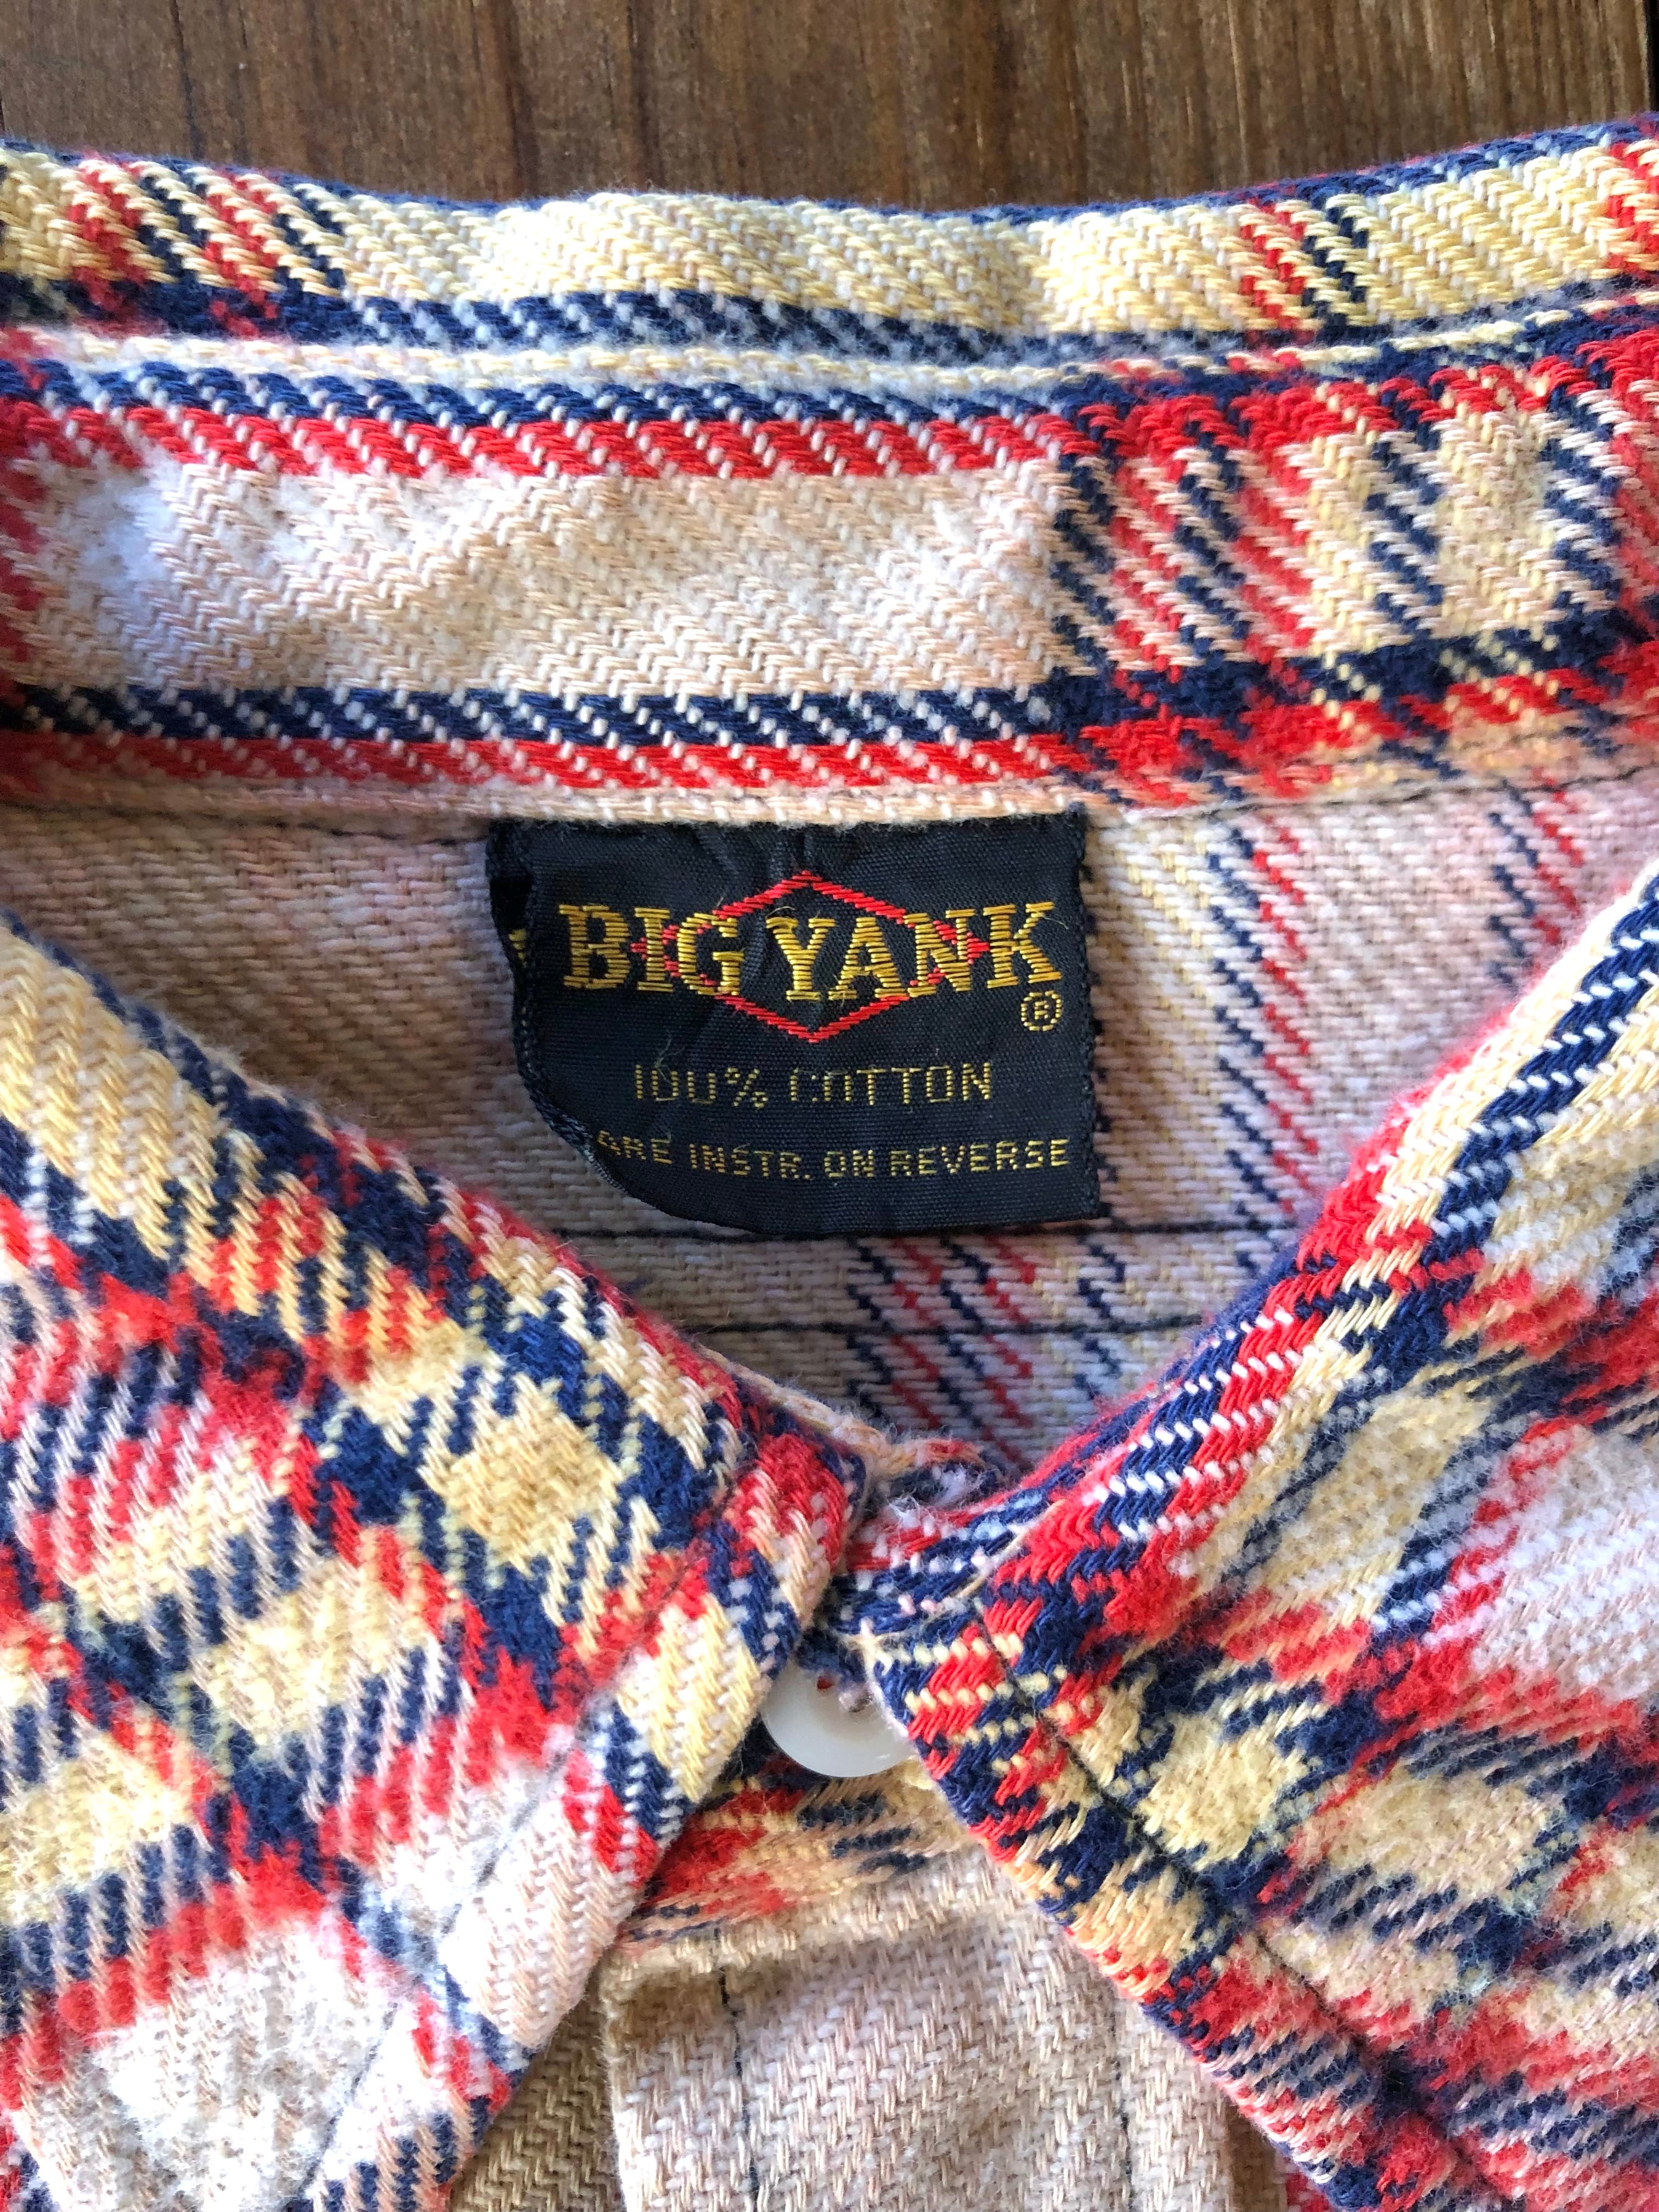 BIG YANK
®
100% COTTON
ARE INSTR. ON REVERSE